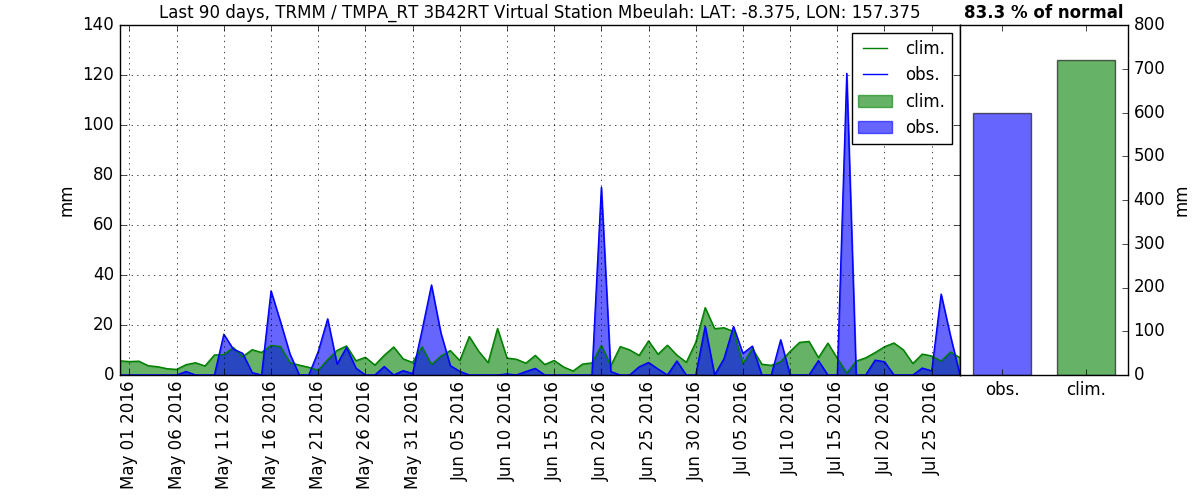 Last 90 days, TRMM / TMPA_RT 3B42RT Virtual Station Mbeulah: LAT: -8.375, LON: 157.375
83.3 % of normal
140
120
100
80
60
40
20
0
mm
clim.
obs.
clim.
obs.
May 01 2016
May 06 2016
May 11 2016
May 16 2016
May 21 2016
May 26 2016
May 31 2016
Jun 05 2016
Jun 10 2016
Jun 15 2016
Jun 20 2016
Jun 25 2016
Jun 30 2016
Jul 05 2016
Jul 10 2016
Jul 15 2016
Jul 20 2016
Jul 25 2016
800
700
600
500
400
300
200
100
0
mm
obs.
clim.